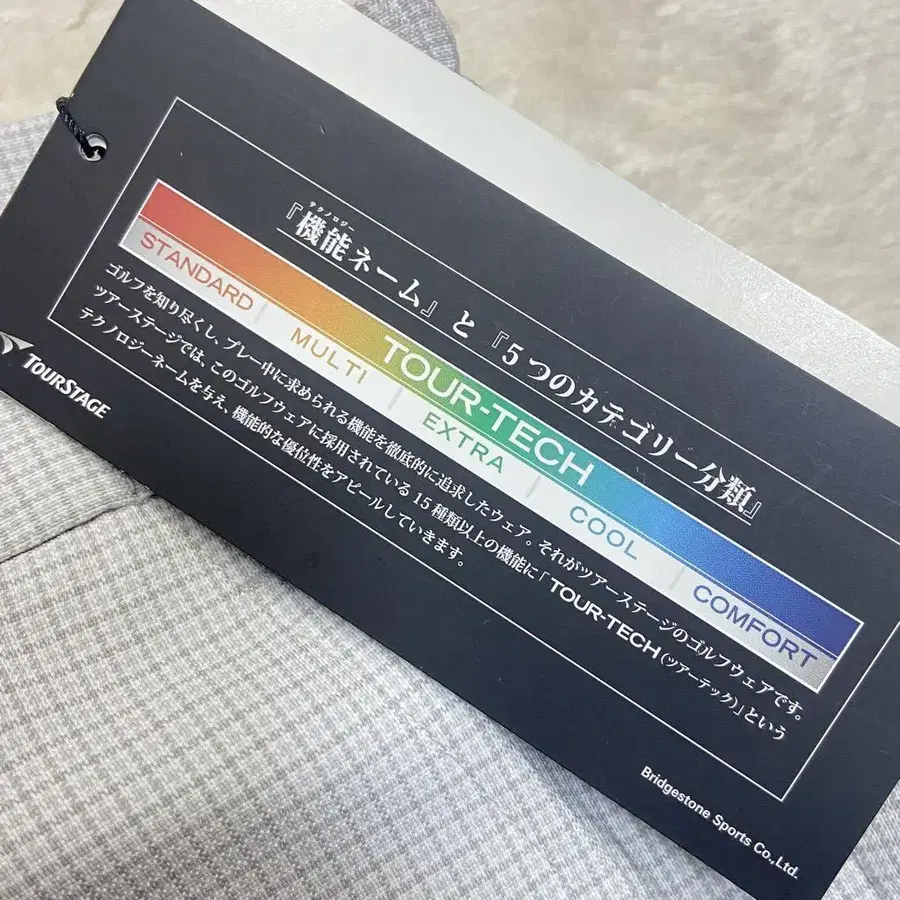 テクノロジー
『機能ネーム』と『5つのカテゴリー分類』
TOUR-TECH
STANDARD
MULTI
EXTRA
COOL
COMFORT
ゴルフを知り尽くし、プレー中に求められる機能を徹底的に追求したウェア。それがツアーステージのゴルフウェアです。
ツアーステージでは、このゴルフウェアに採用されている15種類以上の機能に「TOUR-TECH(ツアーテック)」という
テクノロジーネームを与え、機能的な優位性をアピールしていきます。
TOURSTAGE
Bridgestone Sports Co.,Ltd.